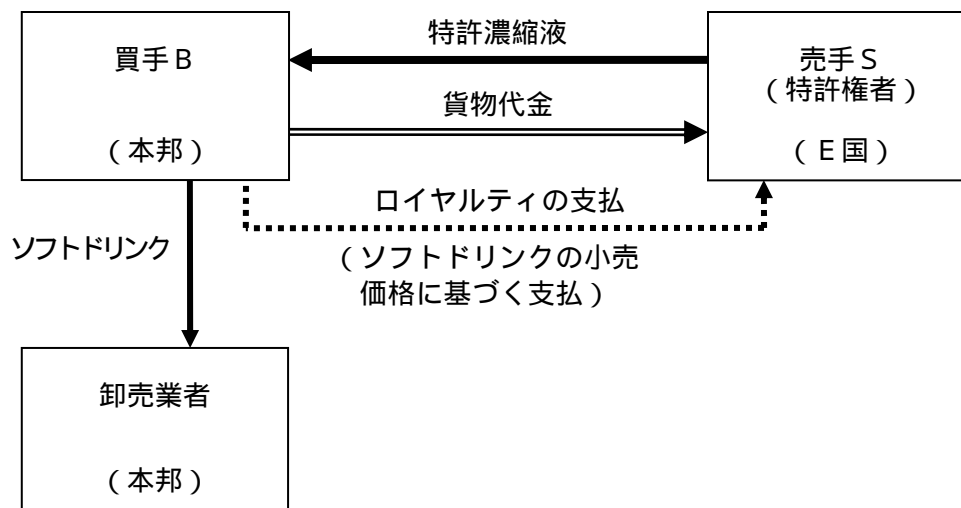 特許濃縮液
買手B
(本邦)
売手S
(特許権者)
(E国)
貨物代金
ロイヤルティの支払
(ソフトドリンクの小売
価格に基づく支払)
ソフトドリンク
卸売業者
(本邦)